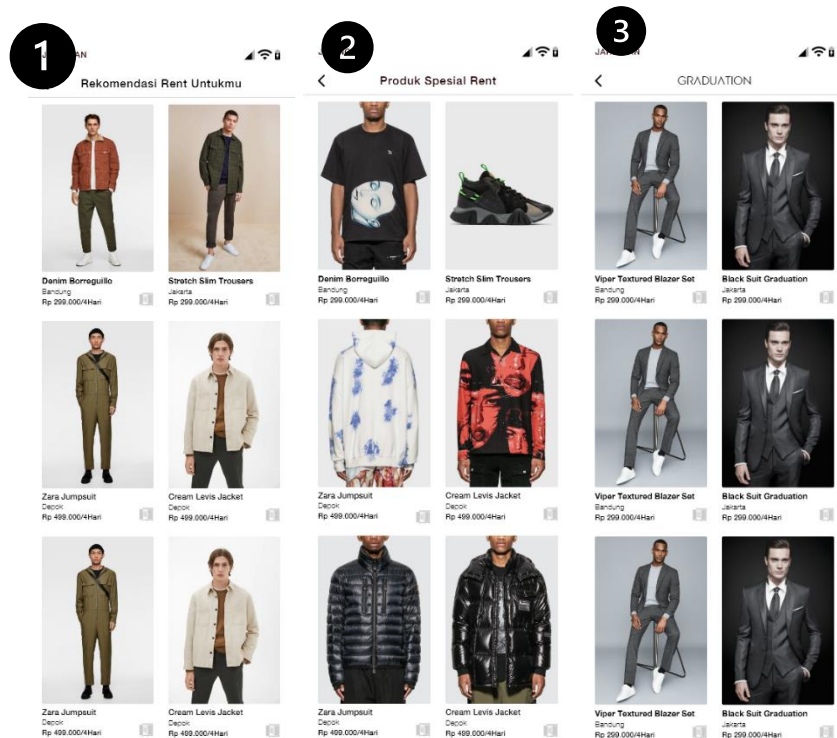 1
Rekomendasi Rent Untukmu
Denim Borreguillo
Bandung
Rp 299.000/4Hari
Stretch Slim Trousers
Jakarta
Rp 299.000/4Hari
Zara Jumpsuit
Depok
Rp 499.000/4Hari
Cream Levis Jacket
Depok
Rp 499.000/4Hari
Zara Jumpsuit
Depok
Rp 499.000/4Hari
Cream Levis Jacket
Depok
Rp 499.000/4Hari
2
Produk Spesial Rent
Denim Borreguillo
Bandung
Rp 299.000/4Hari
Stretch Slim Trousers
Jakarta
Rp 299.000/4Hari
Zara Jumpsuit
Depok
Rp 499.000/4Hari
Cream Levis Jacket
Depok
Rp 499.000/4Hari
Zara Jumpsuit
Depok
Rp 499.000/4Hari
Cream Levis Jacket
Depok
Rp 499.000/4Hari
3
GRADUATION
Viper Textured Blazer Set
Bandung
Rp 299.000/4Hari
Black Suit Graduation
Jakarta
Rp 299.000/4Hari
Viper Textured Blazer Set
Bandung
Rp 299.000/4Hari
Black Suit Graduation
Jakarta
Rp 299.000/4Hari
Viper Textured Blazer Set
Bandung
Rp 299.000/4Hari
Black Suit Graduation
Jakarta
Rp 299.000/4Hari